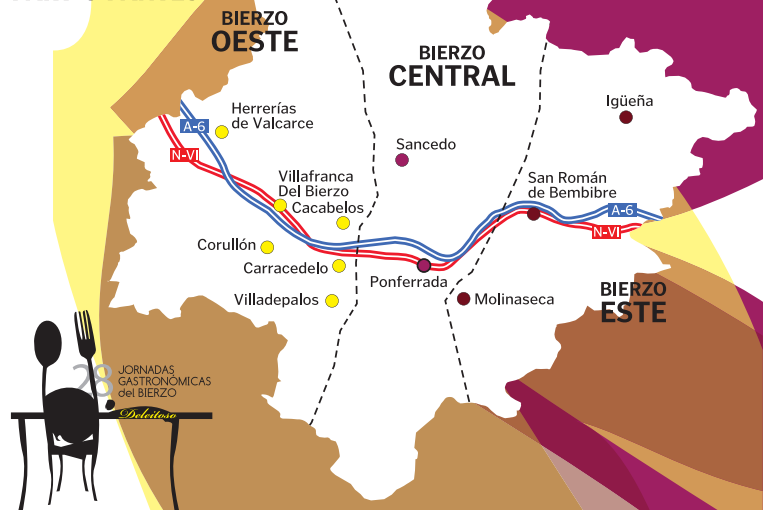 BIERZO
OESTE
BIERZO
CENTRAL
Igüeña
Herrerías
de Valcarce
A-6
N-VI
Sancedo
Villafranca
Del Bierzo
Cacabelos
San Román
de Bembibre
A-6
N-VI
Corullón
Carracedelo
Ponferrada
Villadepalos
Molinaseca
BIERZO
ESTE
28
JORNADAS
GASTRONÓMICAS
del BIERZO
Deleitoso